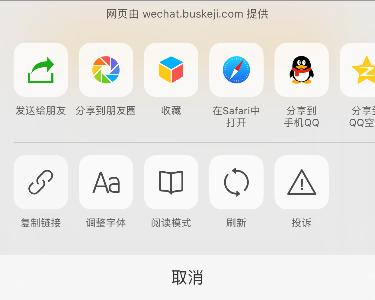 网页由 wechat.buskeji.com 提供
发送给朋友 分享到朋友圈 收藏 在Safari中 分享到 分享到
打开 手机QQ QQ空
Aa
复制链接 调整字体 阅读模式 刷新 投诉
取消